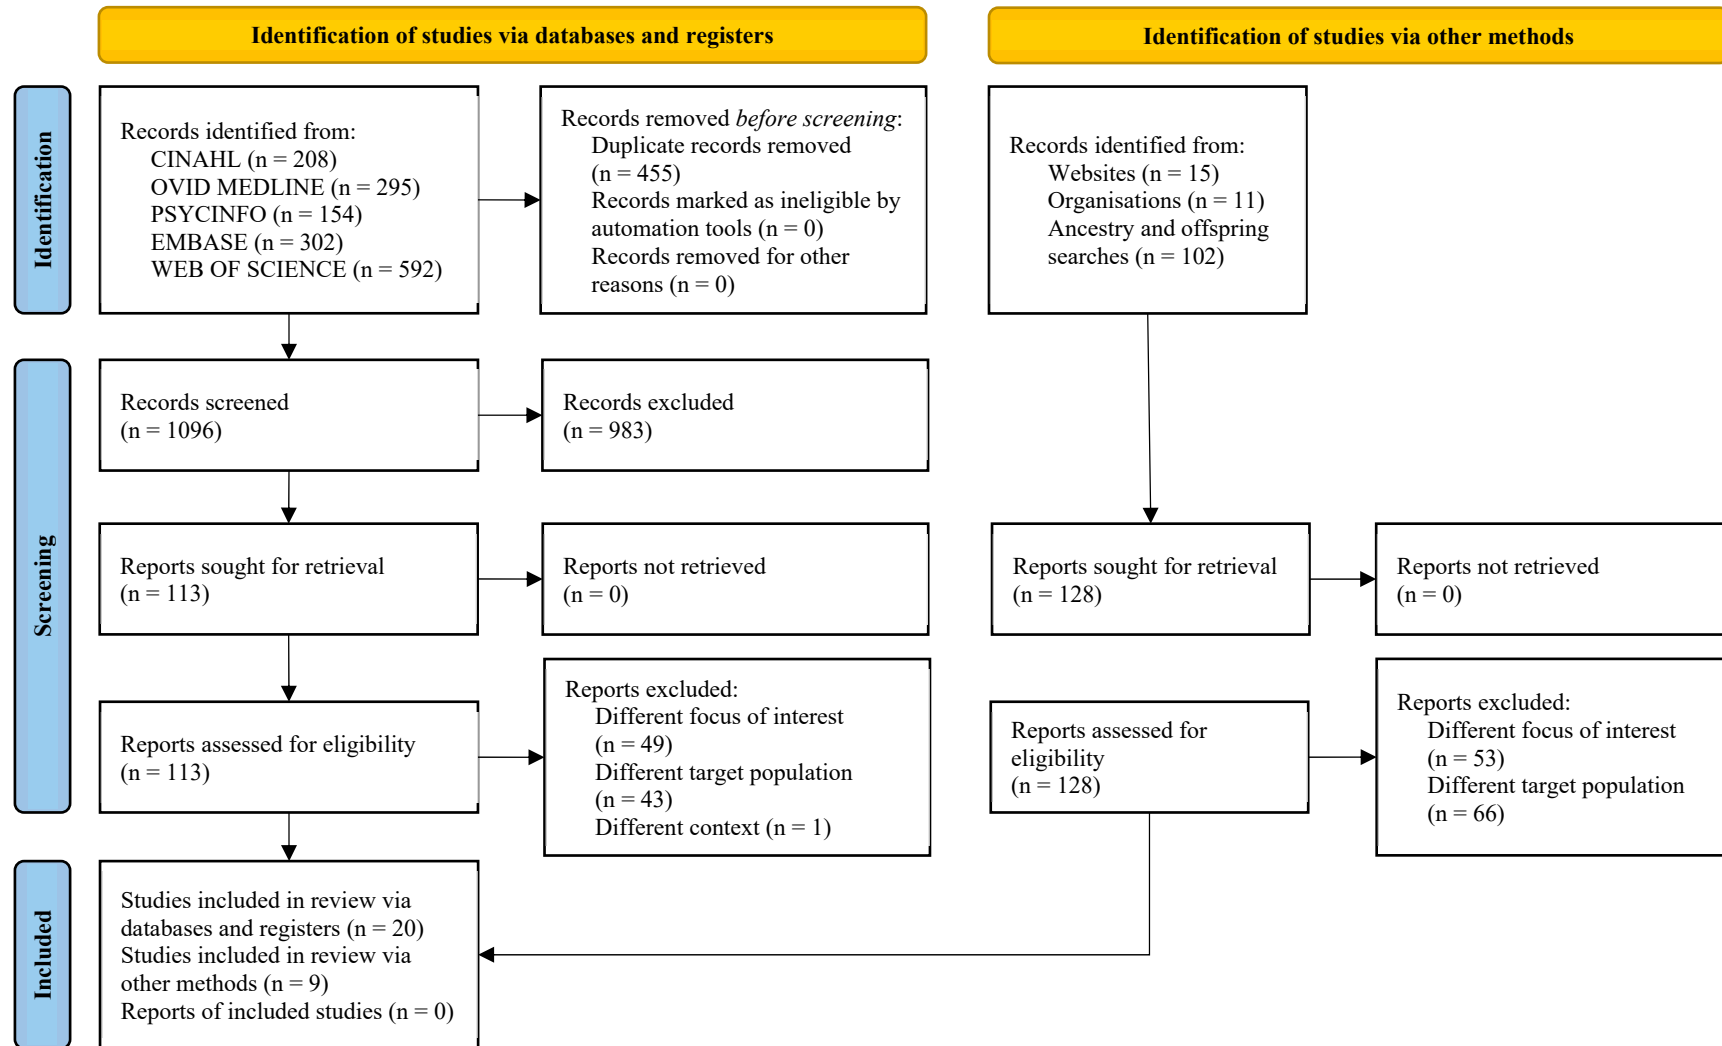 Identification of studies via databases and registers
Identification of studies via other methods
Identification
Records identified from:
CINAHL (n = 208)
OVID MEDLINE (n = 295)
PSYCINFO (n = 154)
EMBASE (n = 302)
WEB OF SCIENCE (n = 592)
Records removed before screening:
Duplicate records removed
(n = 455)
Records marked as ineligible by
automation tools (n = 0)
Records removed for other
reasons (n = 0)
Records identified from:
Websites (n = 15)
Organisations (n = 11)
Ancestry and offspring
searches (n = 102)
Screening
Records screened
(n = 1096)
Records excluded
(n = 983)
Reports sought for retrieval
(n = 113)
Reports not retrieved
(n = 0)
Reports sought for retrieval
(n = 128)
Reports not retrieved
(n = 0)
Reports assessed for eligibility
(n = 113)
Reports excluded:
Different focus of interest
(n = 49)
Different target population
(n = 43)
Different context (n = 1)
Reports assessed for
eligibility
(n = 128)
Reports excluded:
Different focus of interest
(n = 53)
Different target population
(n = 66)
Included
Studies included in review via
databases and registers (n = 20)
Studies included in review via
other methods (n = 9)
Reports of included studies (n = 0)